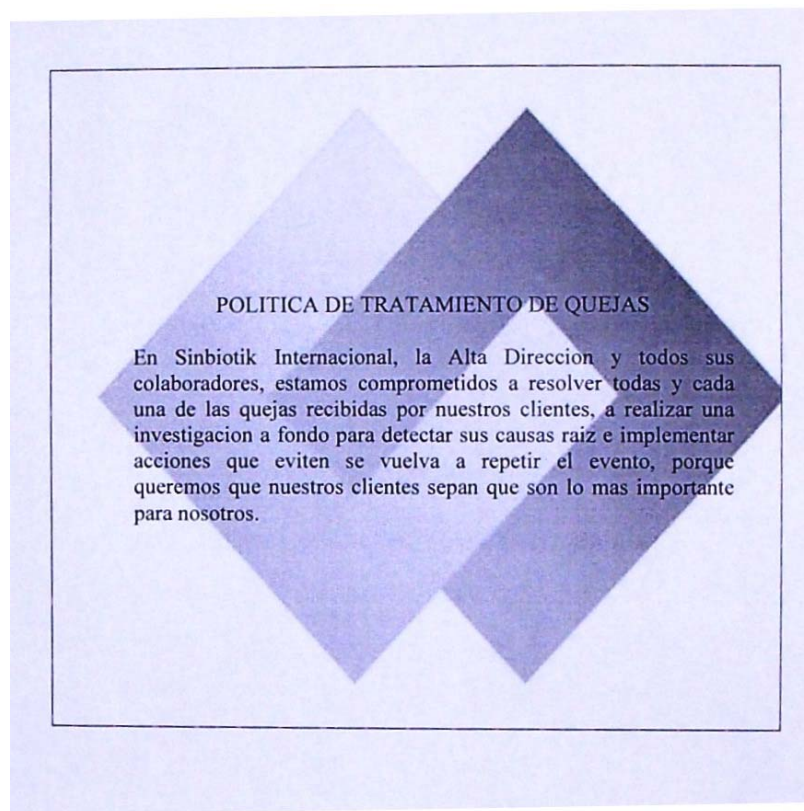 POLITICA DE TRATAMIENTO DE QUEJAS
En Sinbiotik Internacional, la Alta Direccion y todos sus
colaboradores, estamos comprometidos a resolver todas y cada
una de las quejas recibidas por nuestros clientes, a realizar una
investigacion a fondo para detectar sus causas raiz e implementar
acciones que eviten se vuelva a repetir el evento, porque
queremos que nuestros clientes sepan que son lo mas importante
para nosotros.